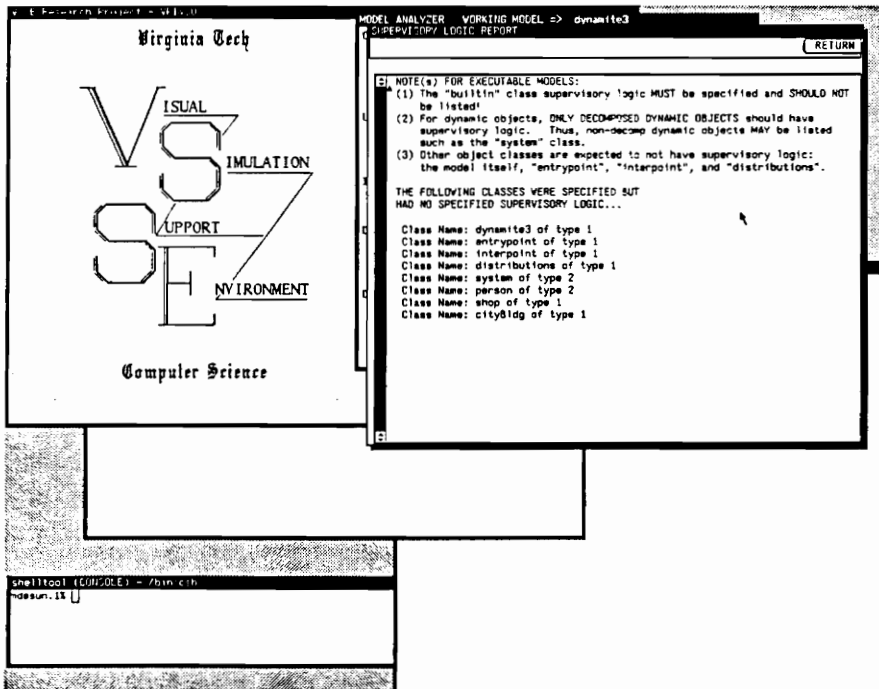 E Research Project -
Virginia Tech
VISUAL
SIMULATION
SUPPORT
ENVIRONMENT
Computer Science
MODEL ANALYZER WORKING MODEL => dynamite3
SUPERVISORY LOGIC REPORT
RETURN
NOTE(s) FOR EXECUTABLE MODELS:
(1) The "builtin" class supervisory logic MUST be specified and SHOULD NOT
be listed!
(2) For dynamic objects, ONLY DECOMPOSED DYNAMIC OBJECTS should have
supervisory logic. Thus, non-decomp dynamic objects MAY be listed
such as the "system" class.
(3) Other object classes are expected to not have supervisory logic:
the model itself, "entrypoint", "interpoint", and "distributions".
THE FOLLOWING CLASSES WERE SPECIFIED BUT
HAD NO SPECIFIED SUPERVISORY LOGIC...
Class Name: dynamite3 of type 1
Class Name: entrypoint of type 1
Class Name: interpoint of type 1
Class Name: distributions of type 1
Class Name: system of type 2
Class Name: person of type 2
Class Name: shop of type 1
Class Name: cityBldg of type 1
shelltool (CONSOLE) - /bin/csh
mdesun.1%